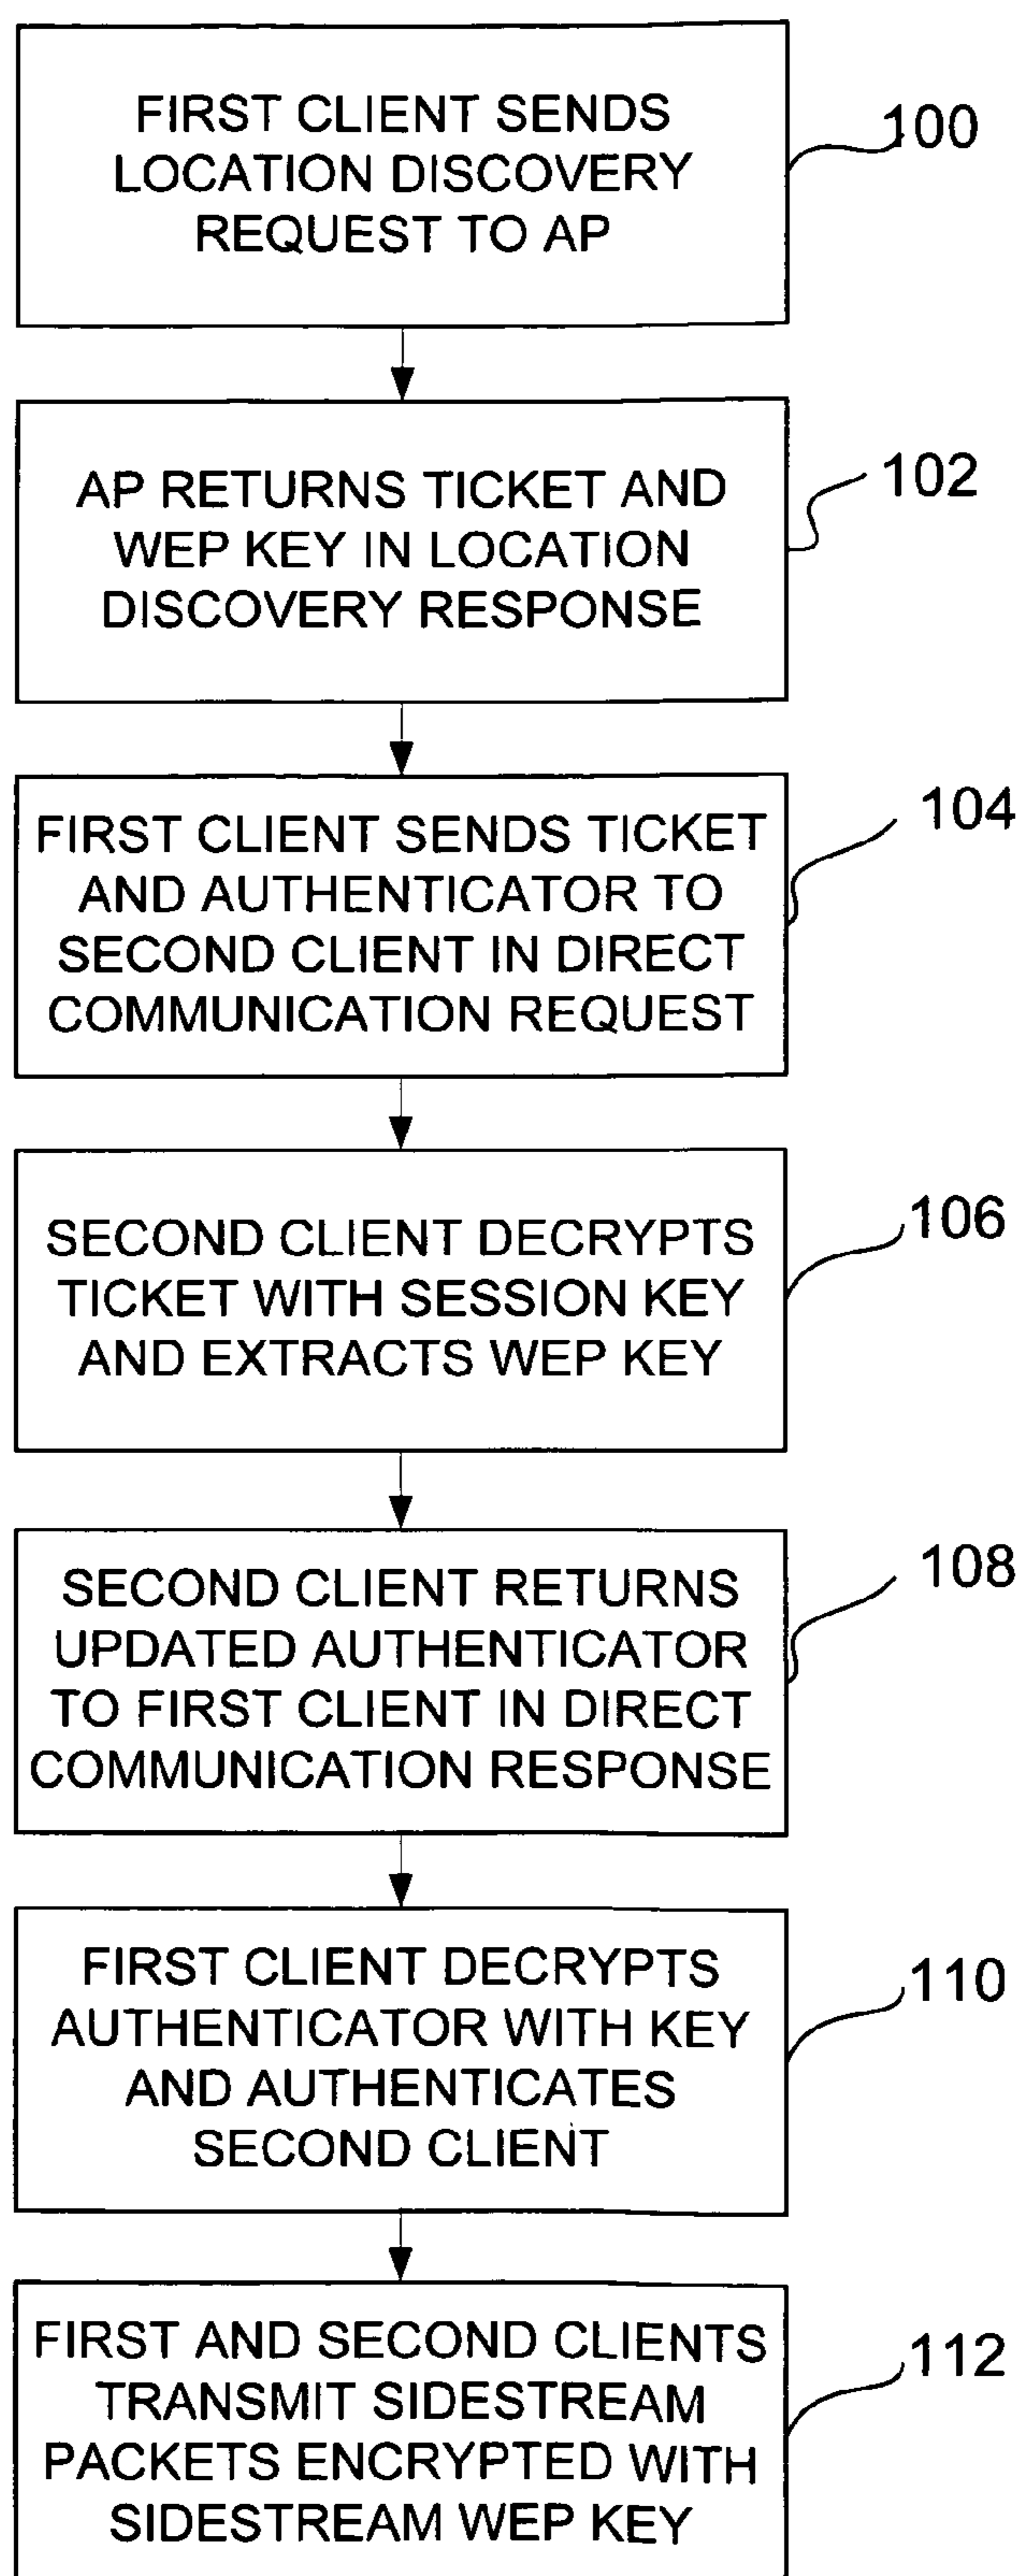 FIRST CLIENT SENDS
LOCATION DISCOVERY
REQUEST TO AP
100
AP RETURNS TICKET AND
WEP KEY IN LOCATION
DISCOVERY RESPONSE
102
FIRST CLIENT SENDS TICKET
AND AUTHENTICATOR TO
SECOND CLIENT IN DIRECT
COMMUNICATION REQUEST
104
SECOND CLIENT DECRYPTS
TICKET WITH SESSION KEY
AND EXTRACTS WEP KEY
106
SECOND CLIENT RETURNS
UPDATED AUTHENTICATOR
TO FIRST CLIENT IN DIRECT
COMMUNICATION RESPONSE
108
FIRST CLIENT DECRYPTS
AUTHENTICATOR WITH KEY
AND AUTHENTICATES
SECOND CLIENT
110
FIRST AND SECOND CLIENTS
TRANSMIT SIDESTREAM
PACKETS ENCRYPTED WITH
SIDESTREAM WEP KEY
112